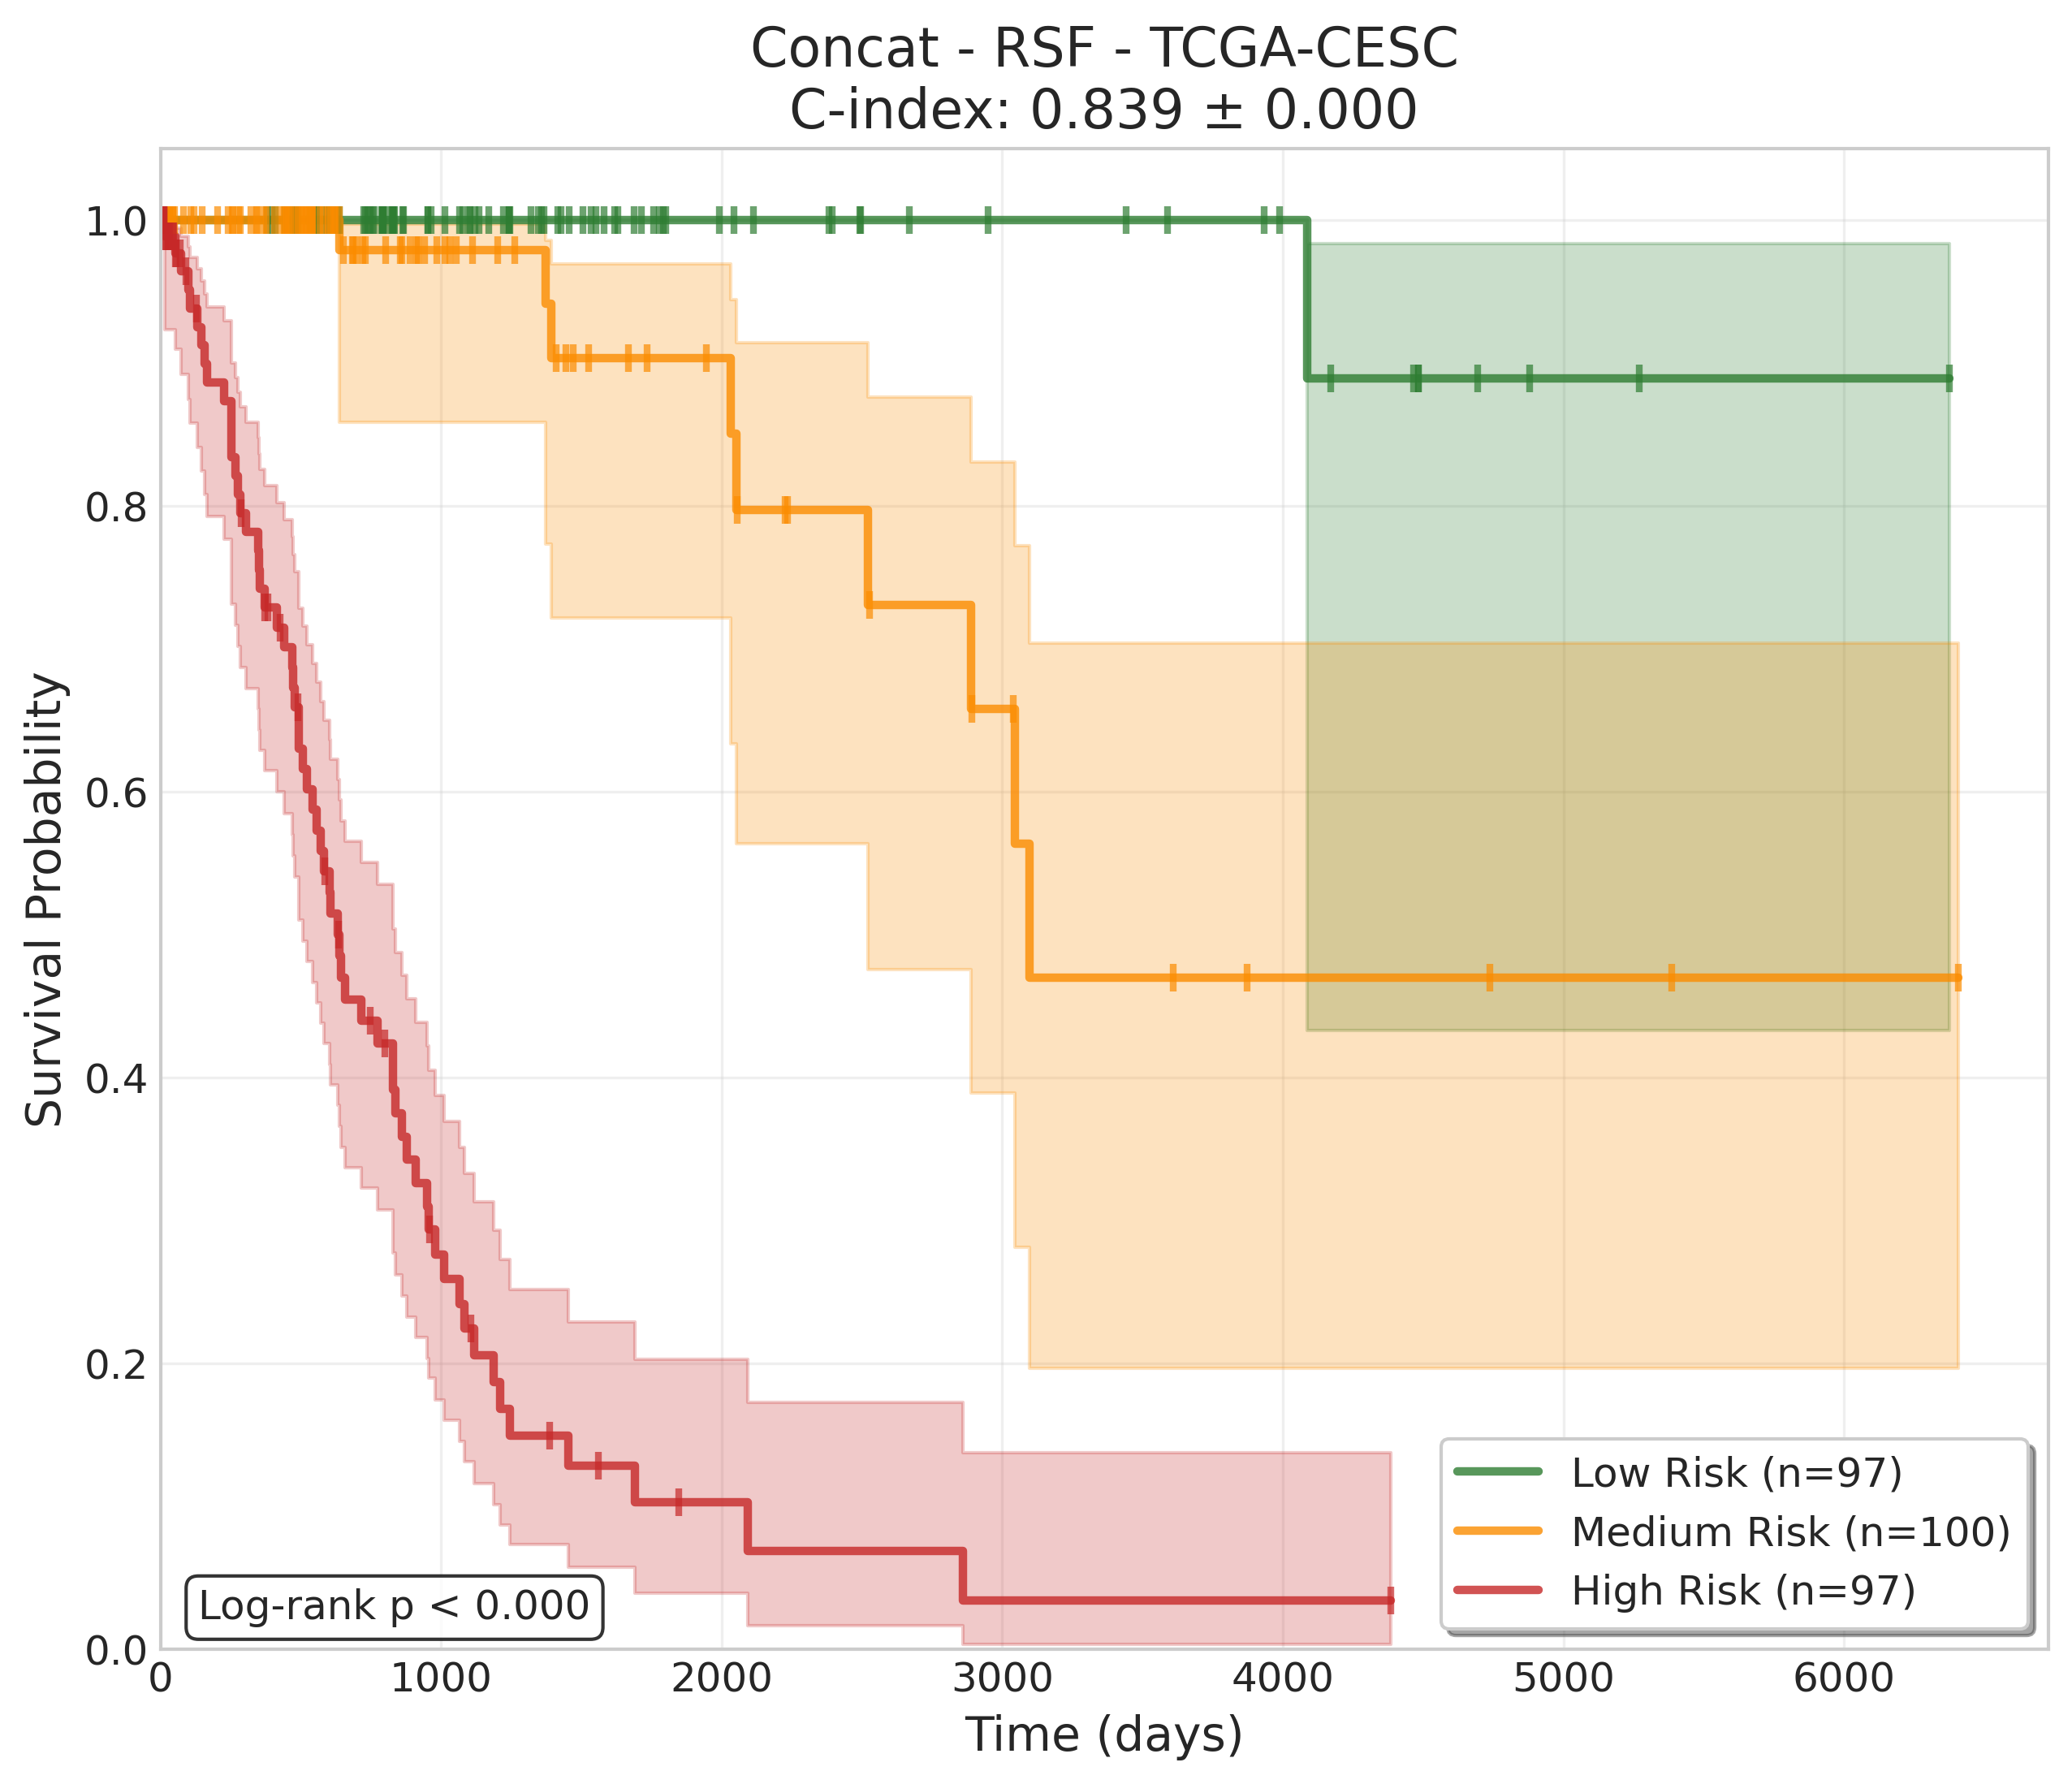 Concat - RSF - TCGA-CESC
C-index: 0.839 ± 0.000
Survival Probability
1.0
0.8
0.6
0.4
0.2
0.0
Log-rank p < 0.000
Low Risk (n=97)
Medium Risk (n=100)
High Risk (n=97)
0 1000 2000 3000 4000 5000 6000
Time (days)